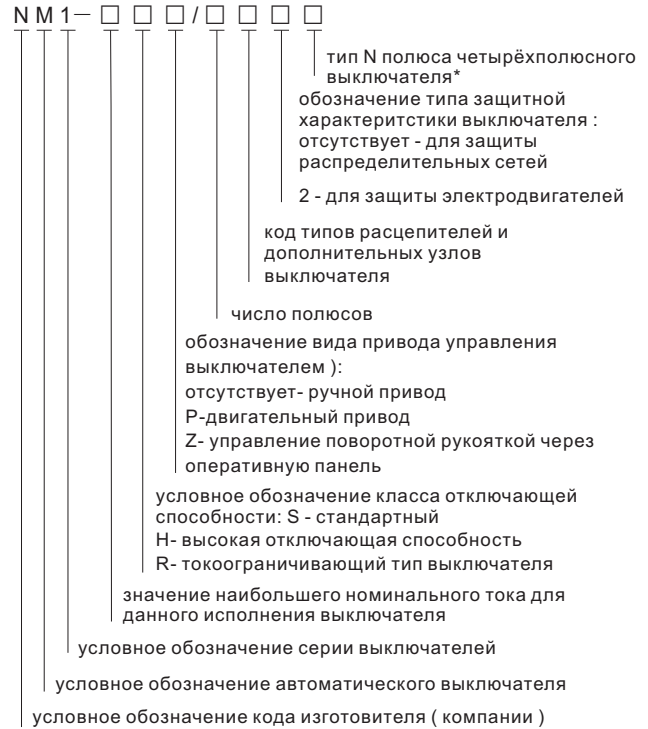 NM1-□□□/□□□□
тип N полюса четырёхполюсного
выключателя*
обозначение типа защитной
характеритстики выключателя :
отсутствует - для защиты
распределительных сетей
2 - для защиты электродвигателей
код типов расцепителей и
дополнительных узлов
выключателя
число полюсов
обозначение вида привода управления
выключателем ):
отсутствует- ручной привод
Р-двигательный привод
Z- управление поворотной рукояткой через
оперативную панель
условное обозначение класса отключающей
способности: S - стандартный
Н- высокая отключающая способность
R- токоограничивающий тип выключателя
значение наибольшего номинального тока для
данного исполнения выключателя
условное обозначение серии выключателей
условное обозначение автоматического выключателя
условное обозначение кода изготовителя ( компании )